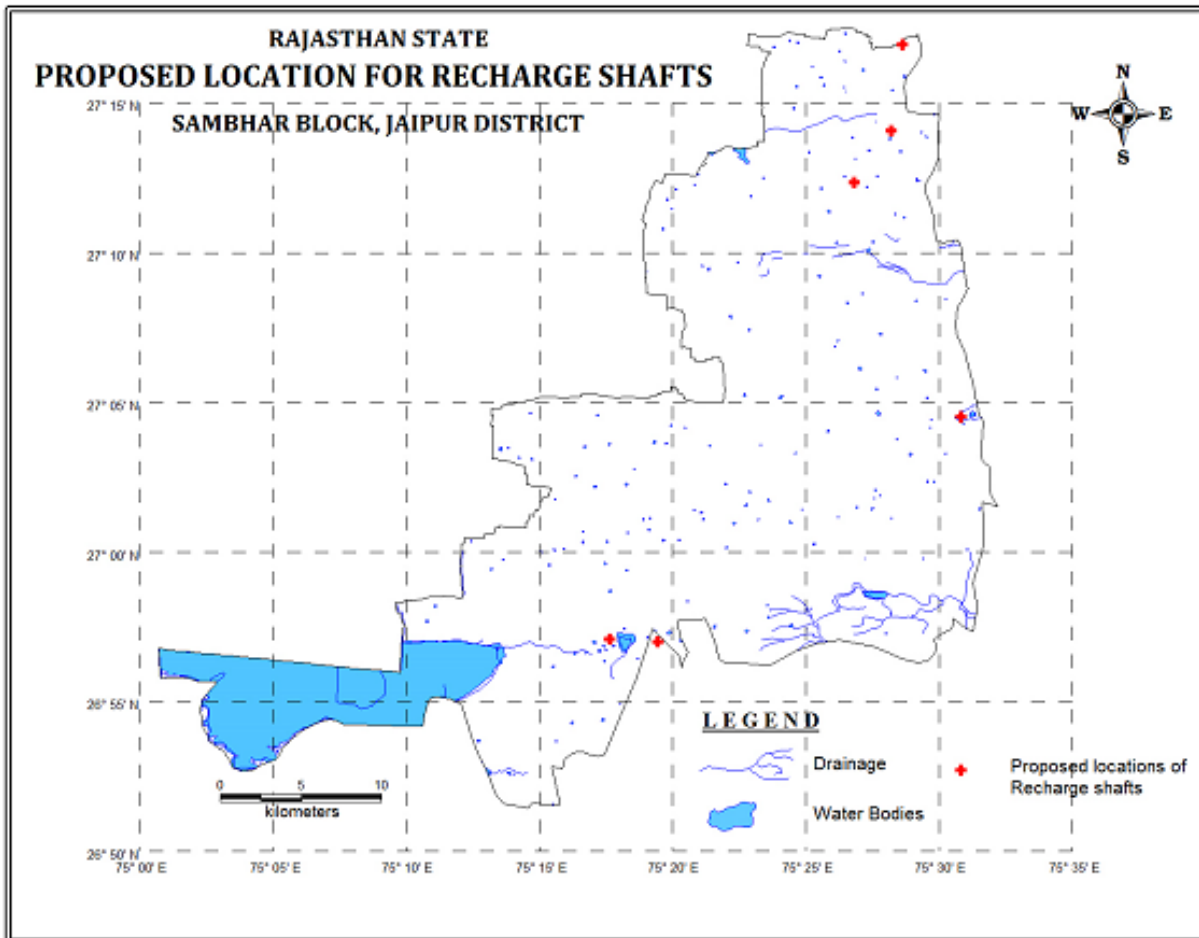 RAJASTHAN STATE
PROPOSED LOCATION FOR RECHARGE SHAFTS
SAMBHAR BLOCK, JAIPUR DISTRICT
N
W E
S
27° 15' N
27° 10' N
27° 05' N
27° 00' N
26° 55' N
26° 50' N
LEGEND
Drainage
Water Bodies
Proposed locations of
Recharge shafts
0 5 10
kilometers
75° 00' E 75° 05' E 75° 10' E 75° 16' E 75° 20' E 75° 25' E 75° 30' E 75° 35' E